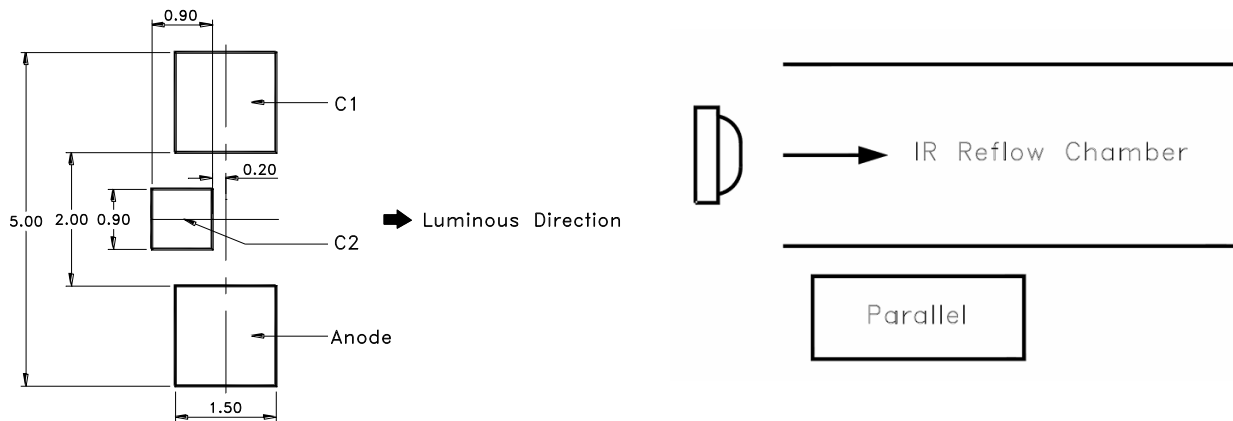 0.90
C1
0.20
5.00
2.00
0.90
Luminous Direction
C2
Anode
1.50
IR Reflow Chamber
Parallel